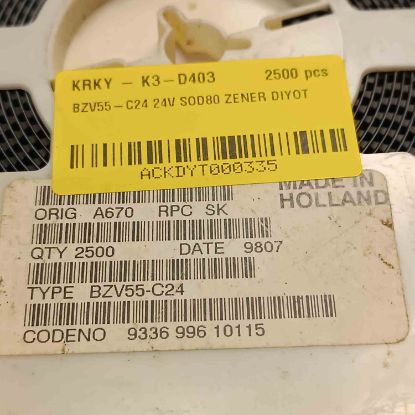 KRKY - K3-D403 2500 pcs
BZV55-C24 24V SOD80 ZENER DIYOT
ACKDYT000335
MADE IN
HOLLAND
ORIG A670 RPC SK
QTY 2500 DATE 9807
TYPE BZV55-C24
CODENO 9336 996 10115